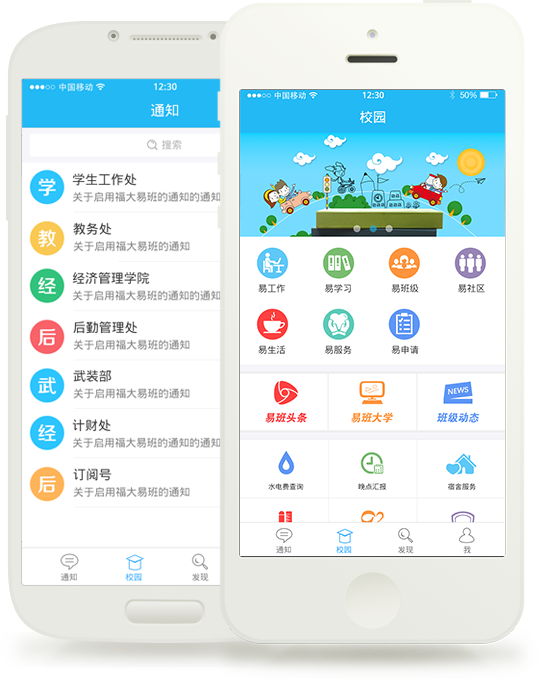 中国移动 12:30
通知
搜索
学 学生工作处
关于启用福大易班的通知的通知
教 教务处
关于启用福大易班的通知
经 经济管理学院
关于启用福大易班的通知的通知
后 后勤管理处
关于启用福大易班的通知
武 武装部
关于启用福大易班的通知
经 计财处
关于启用福大易班的通知的通知
后 订阅号
关于启用福大易班的通知
通知 校园 发现
中国移动 12:30 50%
校园
易工作 易学习 易班级 易社区
易生活 易服务 易申请
NEWS
易班头条 易班大学 班级动态
水电费查询 晚点汇报 宿舍服务
通知 校园 发现 我